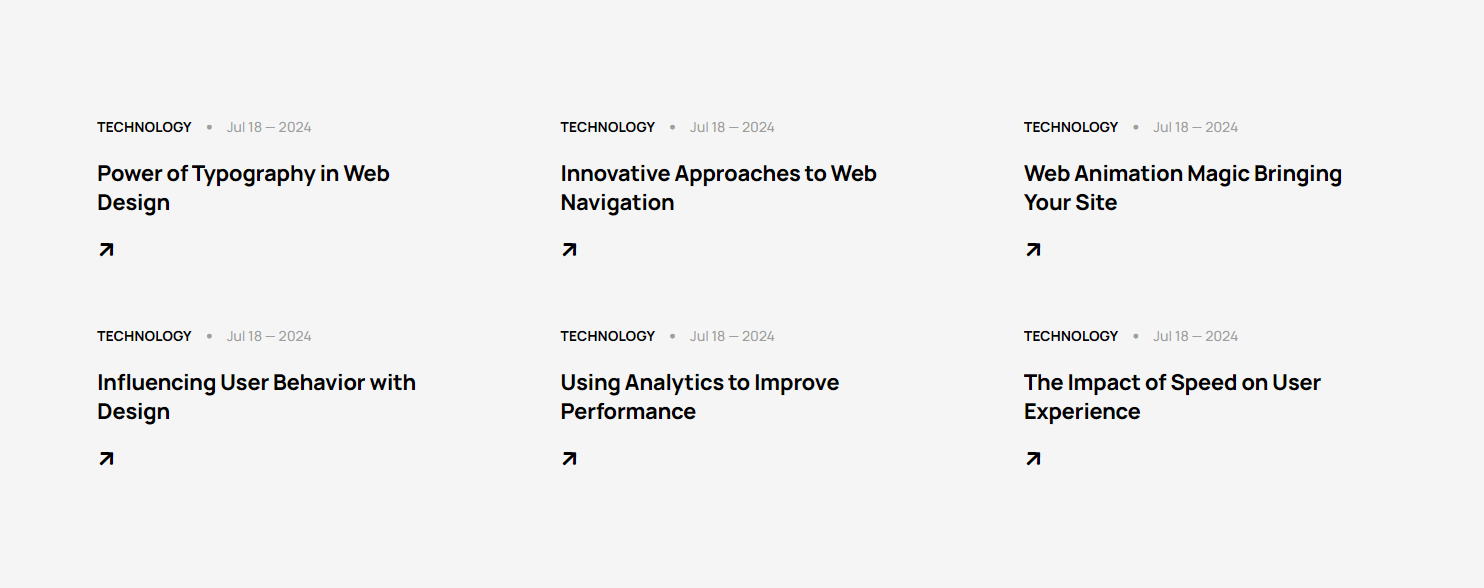 TECHNOLOGY • Jul 18 — 2024
Power of Typography in Web
Design
TECHNOLOGY • Jul 18 — 2024
Innovative Approaches to Web
Navigation
TECHNOLOGY • Jul 18 — 2024
Web Animation Magic Bringing
Your Site
TECHNOLOGY • Jul 18 — 2024
Influencing User Behavior with
Design
TECHNOLOGY • Jul 18 — 2024
Using Analytics to Improve
Performance
TECHNOLOGY • Jul 18 — 2024
The Impact of Speed on User
Experience